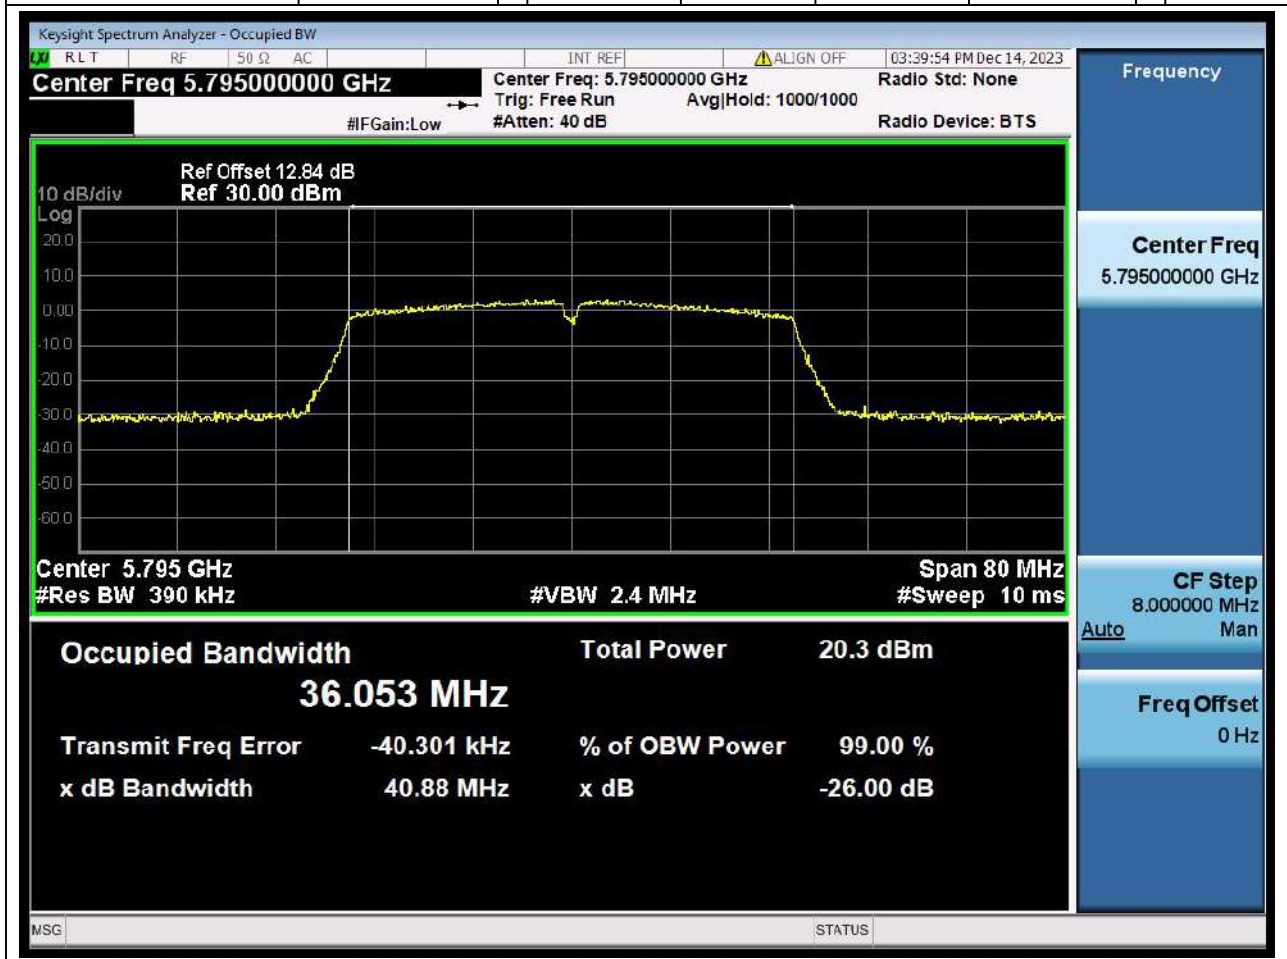 Keysight Spectrum Analyzer - Occupied BW
LXI RLT RF 50 Ω AC INT REF ALIGN OFF 03:39:54 PM Dec 14, 2023
Center Freq 5.795000000 GHz
Center Freq: 5.795000000 GHz
Radio Std: None
Trig: Free Run Avg|Hold: 1000/1000
#IFGain:Low #Atten: 40 dB Radio Device: BTS
Frequency
Ref Offset 12.84 dB
10 dB/div Ref 30.00 dBm
Log
20.0
10.0
0.00
-10.0
-20.0
-30.0
-40.0
-50.0
-60.0
Center 5.795 GHz Span 80 MHz
#Res BW 390 kHz #VBW 2.4 MHz #Sweep 10 ms
Occupied Bandwidth Total Power 20.3 dBm
36.053 MHz
Transmit Freq Error -40.301 kHz % of OBW Power 99.00 %
x dB Bandwidth 40.88 MHz x dB -26.00 dB
Center Freq
5.795000000 GHz
CF Step
8.000000 MHz
Auto Man
Freq Offset
0 Hz
MSG STATUS